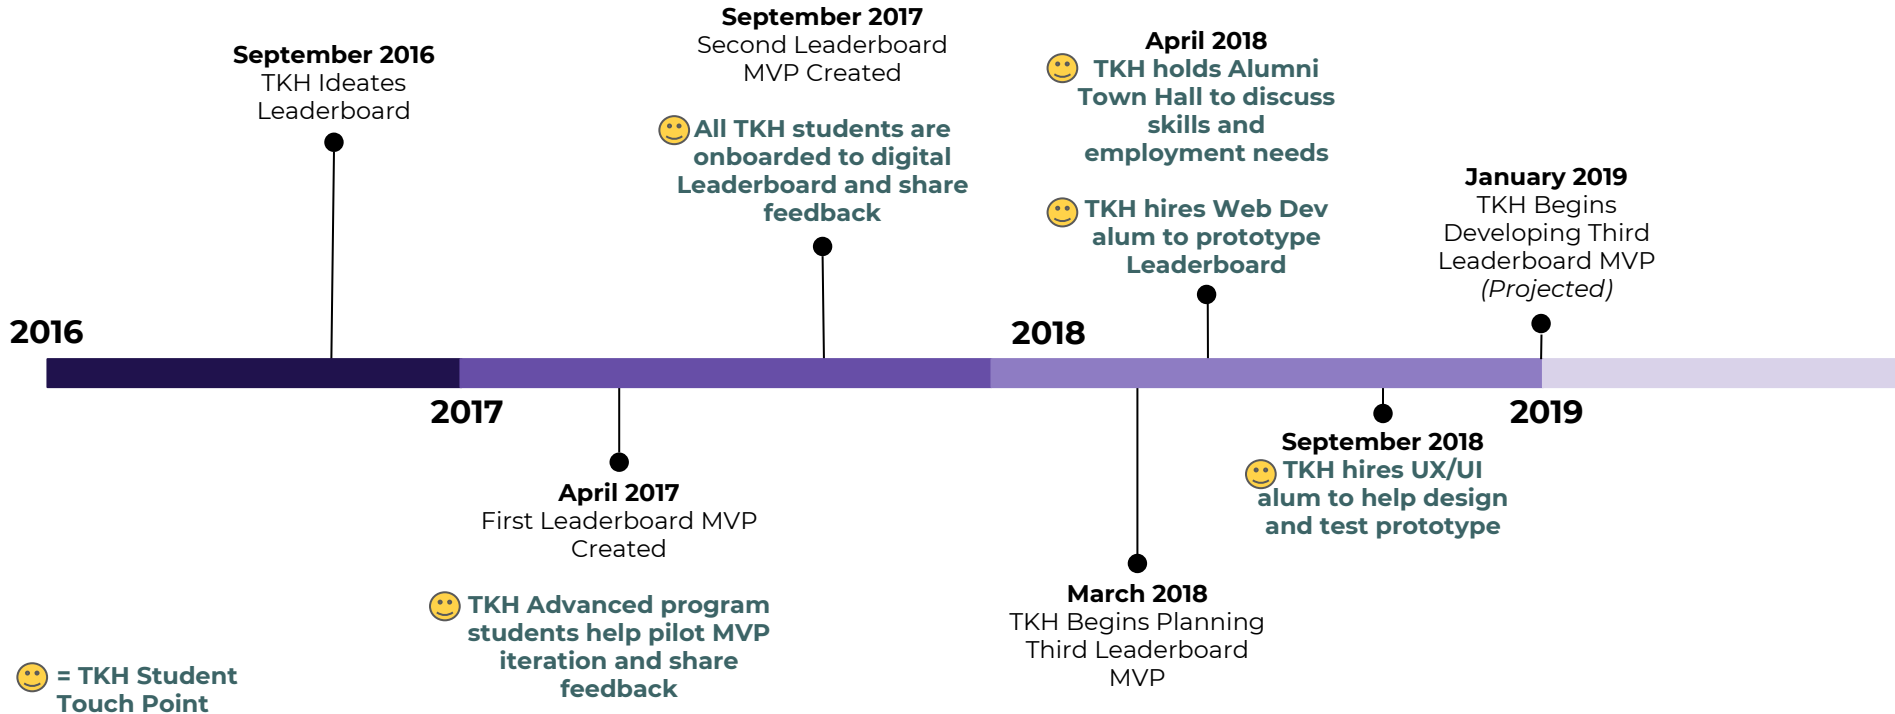 September 2016
TKH Ideates
Leaderboard
September 2017
Second Leaderboard
MVP Created
All TKH students are
onboarded to digital
Leaderboard and share
feedback
April 2018
TKH holds Alumni
Town Hall to discuss
skills and
employment needs
TKH hires Web Dev
alum to prototype
Leaderboard
January 2019
TKH Begins
Developing Third
Leaderboard MVP
(Projected)
2016
2018
2017
2019
April 2017
First Leaderboard MVP
Created
TKH Advanced program
students help pilot MVP
iteration and share
feedback
March 2018
TKH Begins Planning
Third Leaderboard
MVP
September 2018
TKH hires UX/UI
alum to help design
and test prototype
= TKH Student
Touch Point